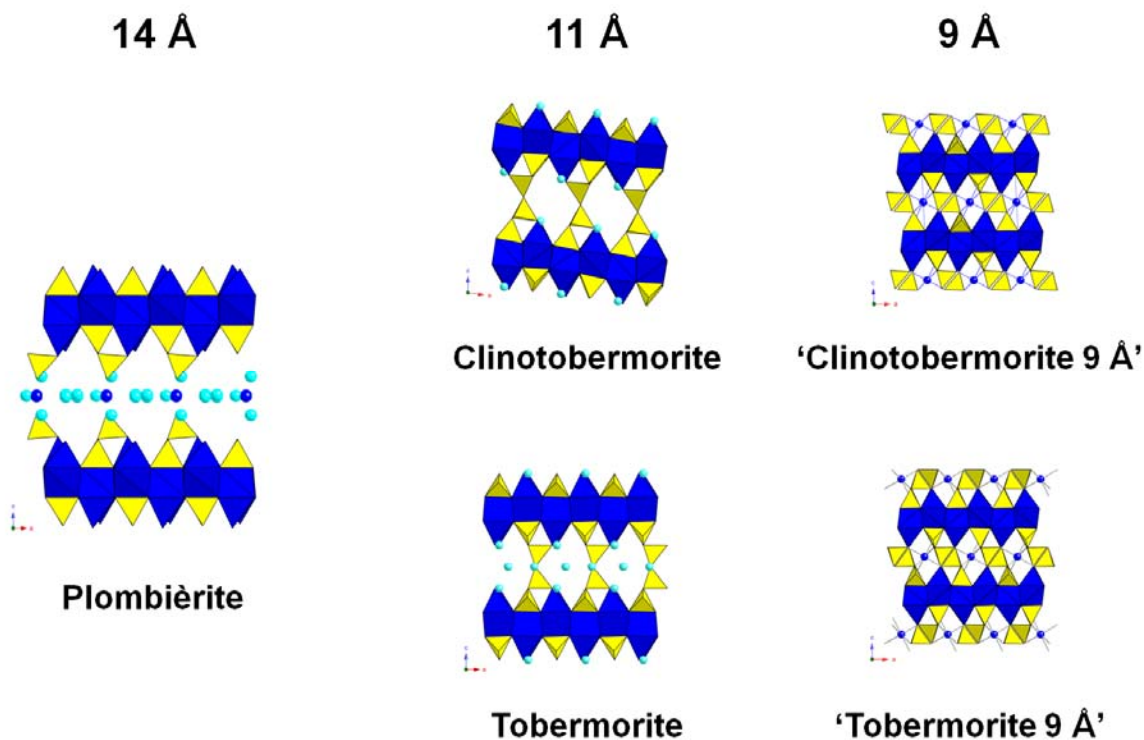 14 Å
11 Å
9 Å
Clinotobermorite
‘Clinotobermorite 9 Å’
Plombièrite
Tobermorite
‘Tobermorite 9 Å’